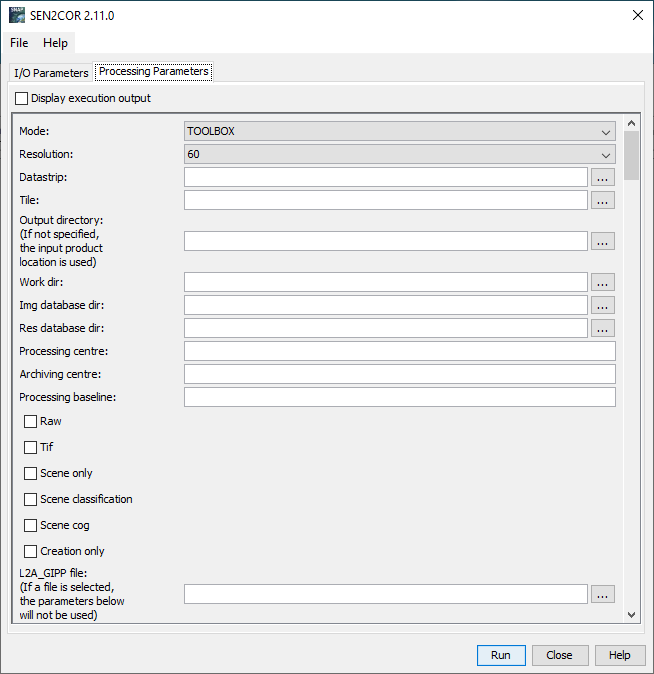 SNAP
SEN2COR 2.11.0
File Help
I/O Parameters Processing Parameters
Display execution output
Mode: TOOLBOX
Resolution: 60
Datastrip: ...
Tile: ...
Output directory:
(If not specified,
the input product
location is used) ...
Work dir: ...
Img database dir: ...
Res database dir: ...
Processing centre:
Archiving centre:
Processing baseline:
Raw
Tif
Scene only
Scene classification
Scene cog
Creation only
L2A_GIPP file:
(If a file is selected,
the parameters below
will not be used) ...
Run Close Help